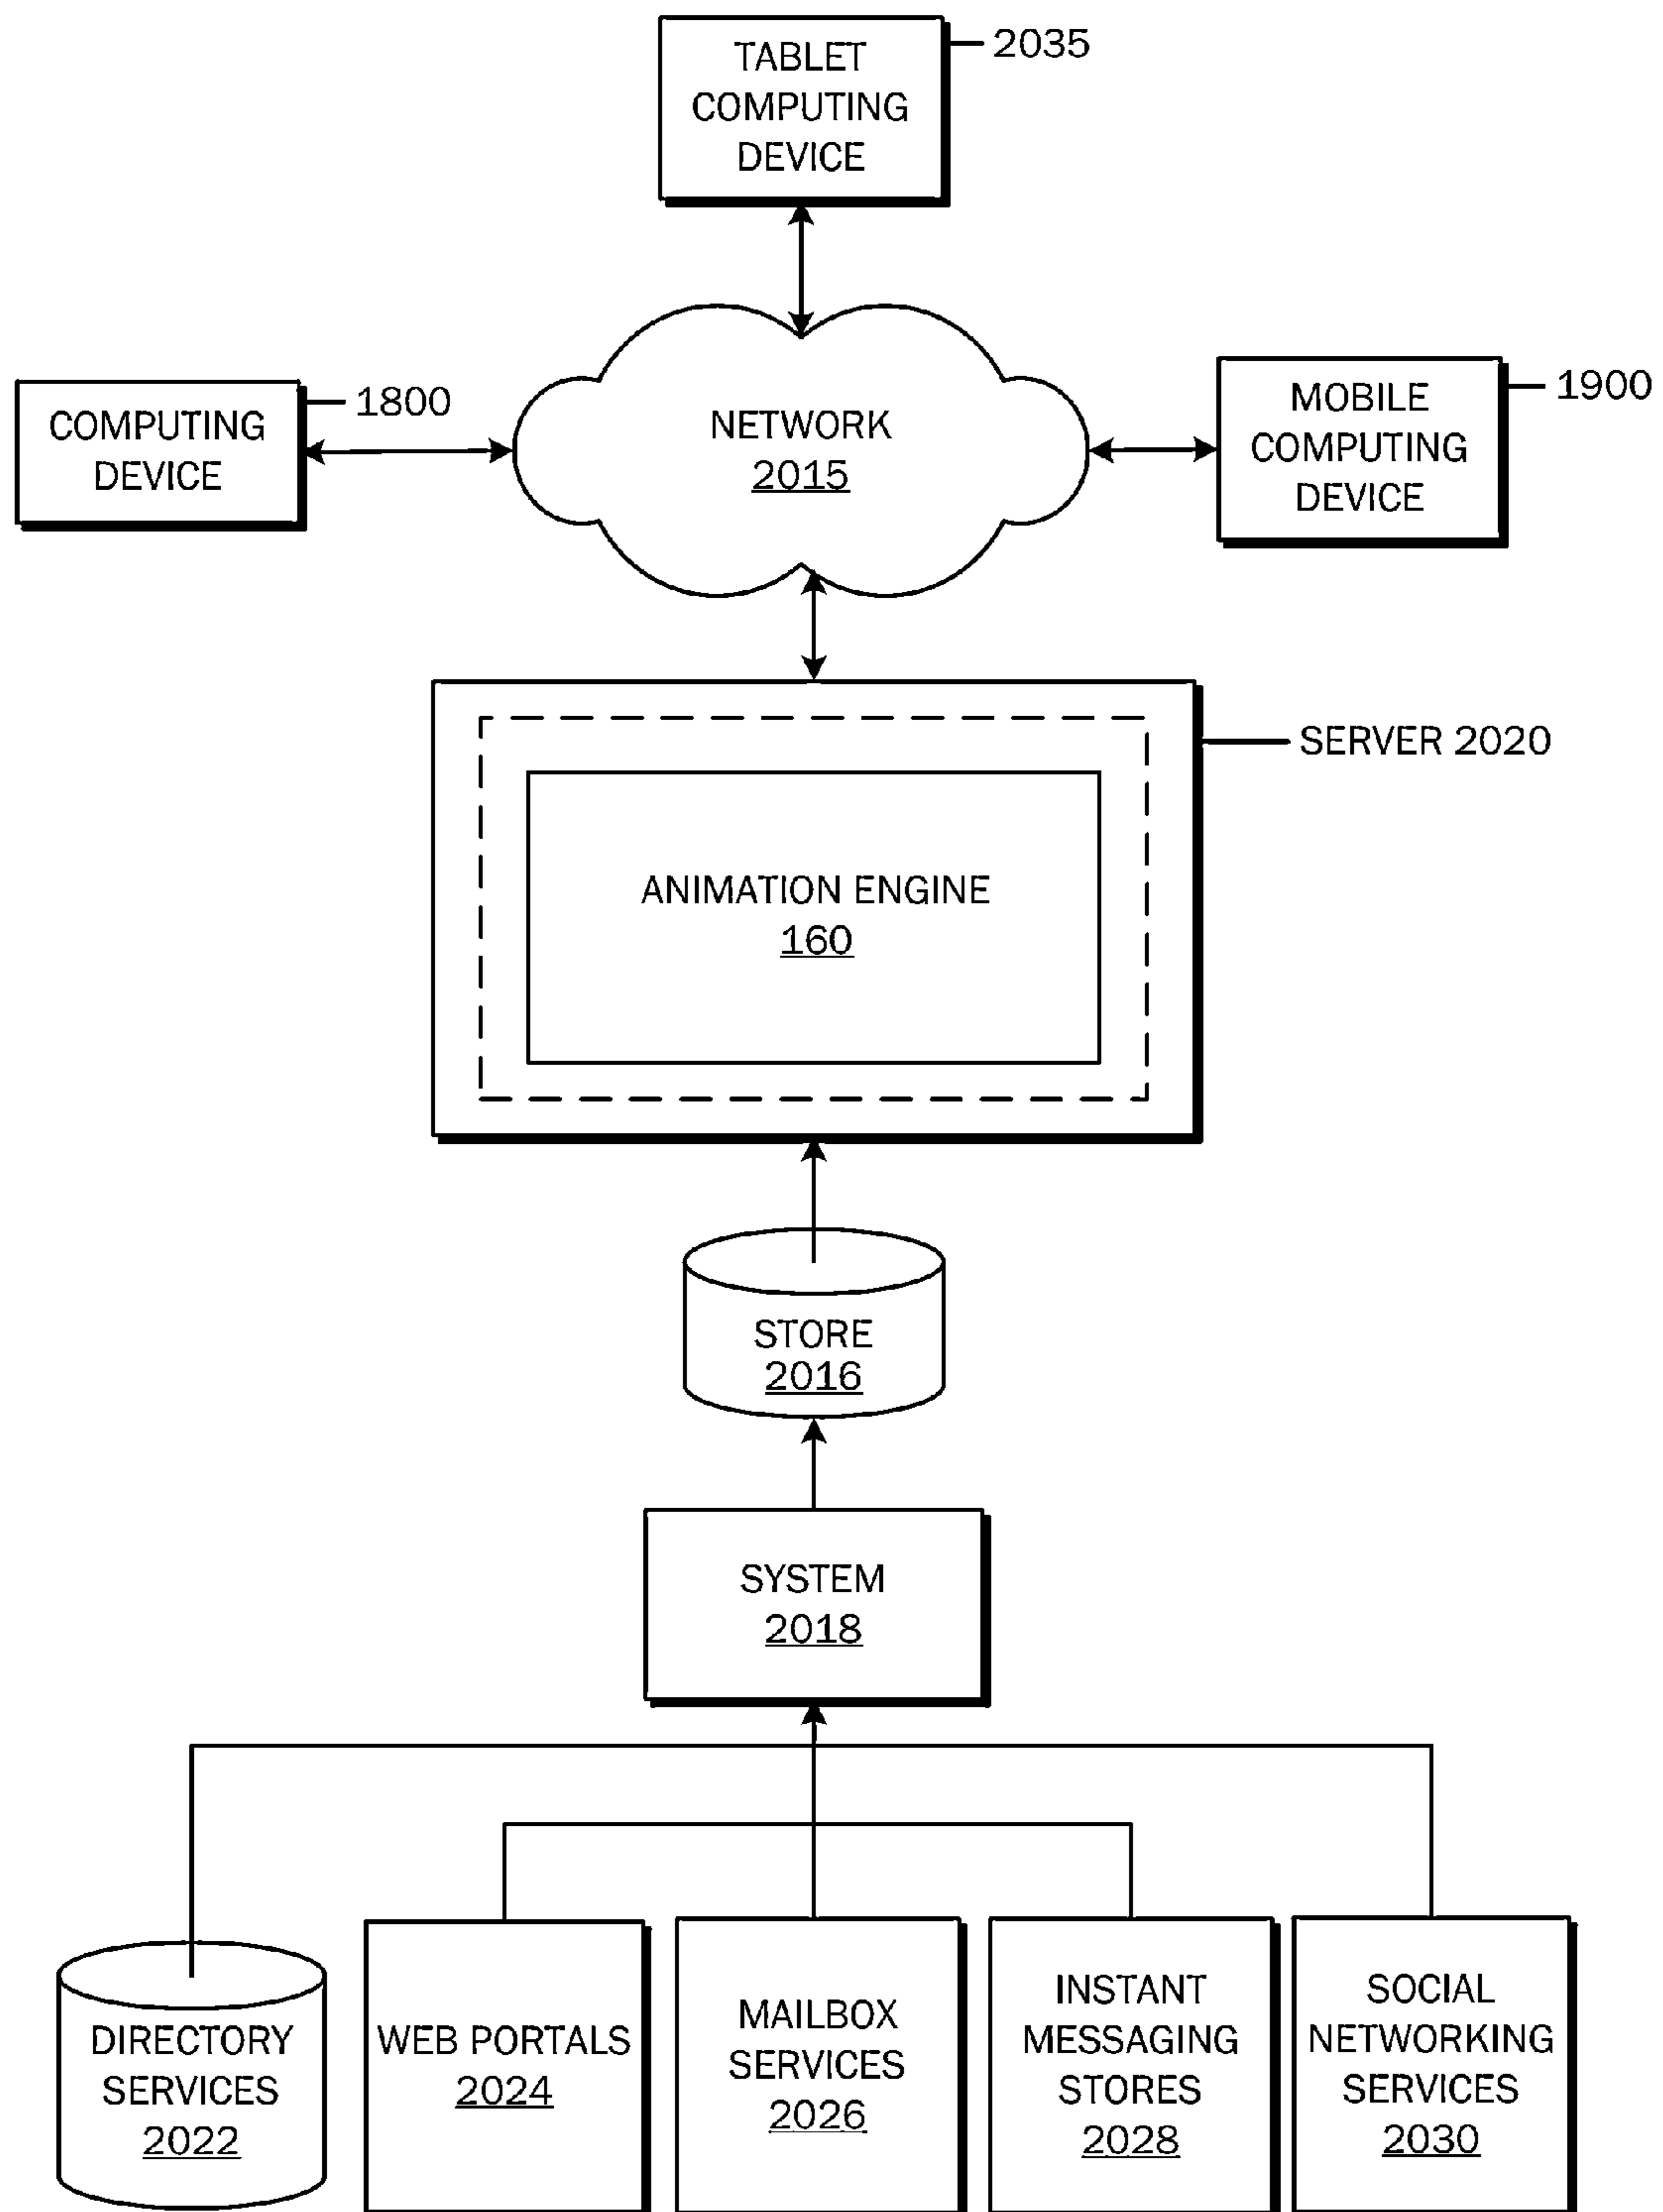 TABLET
COMPUTING
DEVICE
2035
COMPUTING
DEVICE
1800
NETWORK
2015
MOBILE
COMPUTING
DEVICE
1900
SERVER 2020
ANIMATION ENGINE
160
STORE
2016
SYSTEM
2018
DIRECTORY
SERVICES
2022
WEB PORTALS
2024
MAILBOX
SERVICES
2026
INSTANT
MESSAGING
STORES
2028
SOCIAL
NETWORKING
SERVICES
2030